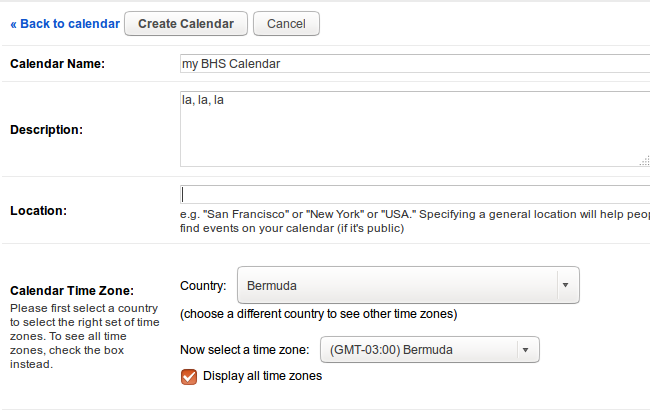 « Back to calendar Create Calendar Cancel
Calendar Name: my BHS Calendar
Description: la, la, la
Location:
e.g. "San Francisco" or "New York" or "USA." Specifying a general location will help
find events on your calendar (if it's public)
Calendar Time Zone:
Please first select a country
to select the right set of time
zones. To see all time
zones, check the box
instead.
Country: Bermuda
(choose a different country to see other time zones)
Now select a time zone: (GMT-03:00) Bermuda
Display all time zones